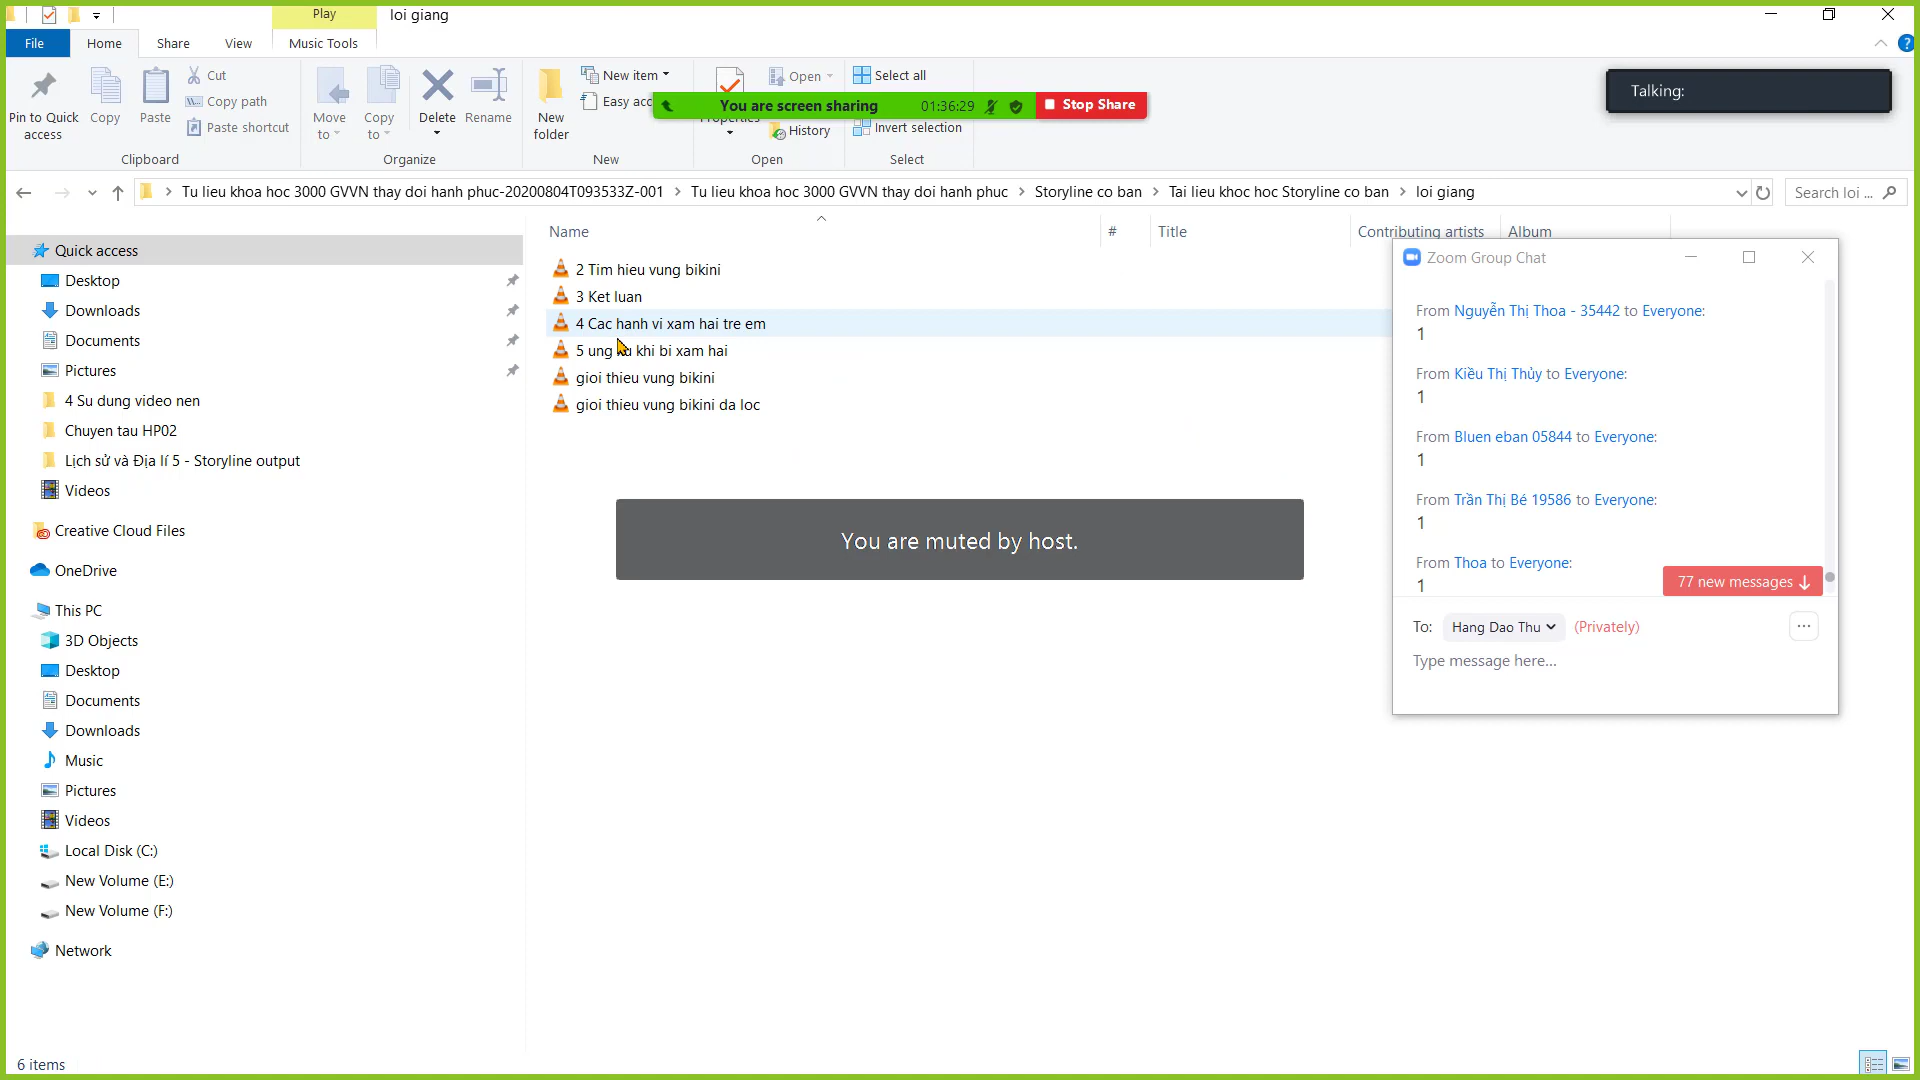 Play
loi giang
File
Home
Share
View
Music Tools
Pin to Quick access
Copy
Paste
Cut
Copy path
Paste shortcut
Clipboard
Move to
Copy to
Delete
Rename
Organize
New folder
New item
Easy acc
New
Properties
Open
History
Open
Select all
Invert selection
Select
You are screen sharing
01:36:29
Stop Share
Talking:
Tu lieu khoa hoc 3000 GVVN thay doi hanh phuc-20200804T093533Z-001 > Tu lieu khoa hoc 3000 GVVN thay doi hanh phuc > Storyline co ban > Tai lieu khoc hoc Storyline co ban > loi giang
Search loi ...
Name
#
Title
Contributing artists
Album
Quick access
Desktop
Downloads
Documents
Pictures
4 Su dung video nen
Chuyen tau HP02
Lịch sử và Địa lí 5 - Storyline output
Videos
Creative Cloud Files
OneDrive
This PC
3D Objects
Desktop
Documents
Downloads
Music
Pictures
Videos
Local Disk (C:)
New Volume (E:)
New Volume (F:)
Network
2 Tim hieu vung bikini
3 Ket luan
4 Cac hanh vi xam hai tre em
5 ung xu khi bi xam hai
gioi thieu vung bikini
gioi thieu vung bikini da loc
You are muted by host.
Zoom Group Chat
From Nguyễn Thị Thoa - 35442 to Everyone:
1
From Kiều Thị Thủy to Everyone:
1
From Bluen eban 05844 to Everyone:
1
From Trần Thị Bé 19586 to Everyone:
1
From Thoa to Everyone:
1
77 new messages
To: Hang Dao Thu (Privately)
Type message here...
6 items